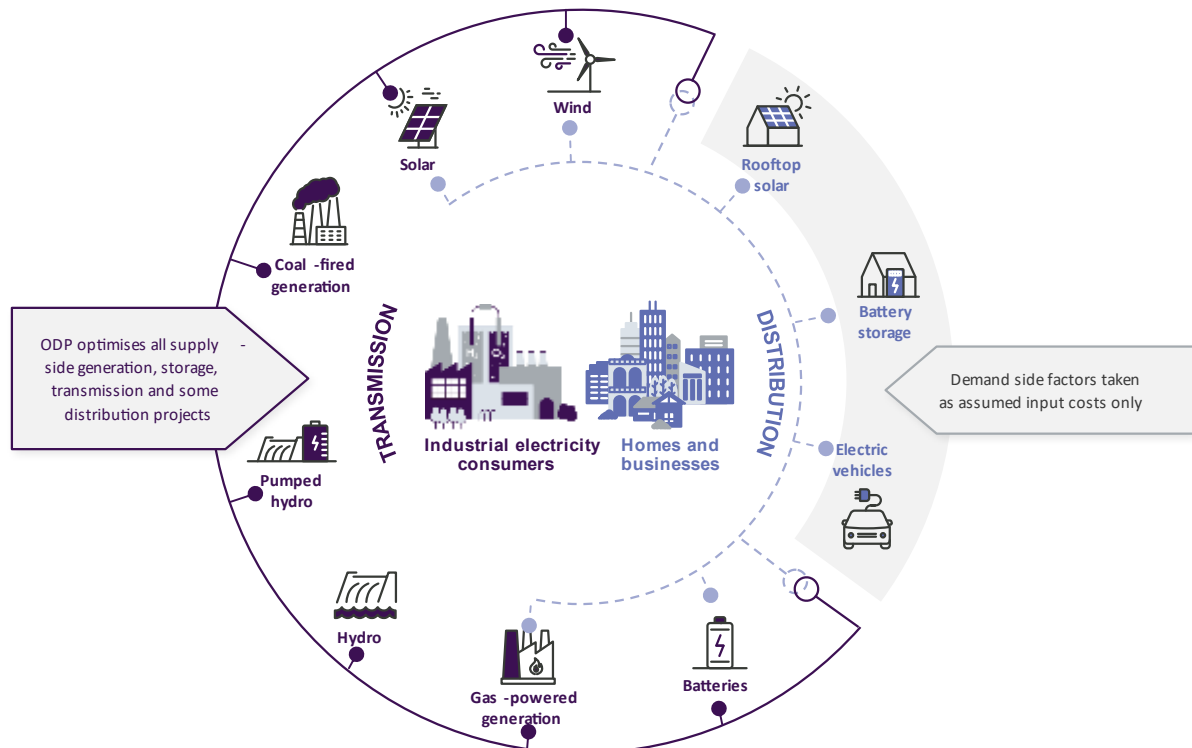 Wind
Solar
Rooftop
solar
Coal -fired
generation
Battery
storage
TRANSMISSION
DISTRIBUTION
ODP optimises all supply -
side generation, storage,
transmission and some
distribution projects
Demand side factors taken
as assumed input costs only
Industrial electricity
consumers
Homes and
businesses
Electric
vehicles
Pumped
hydro
Hydro
Gas -powered
generation
Batteries